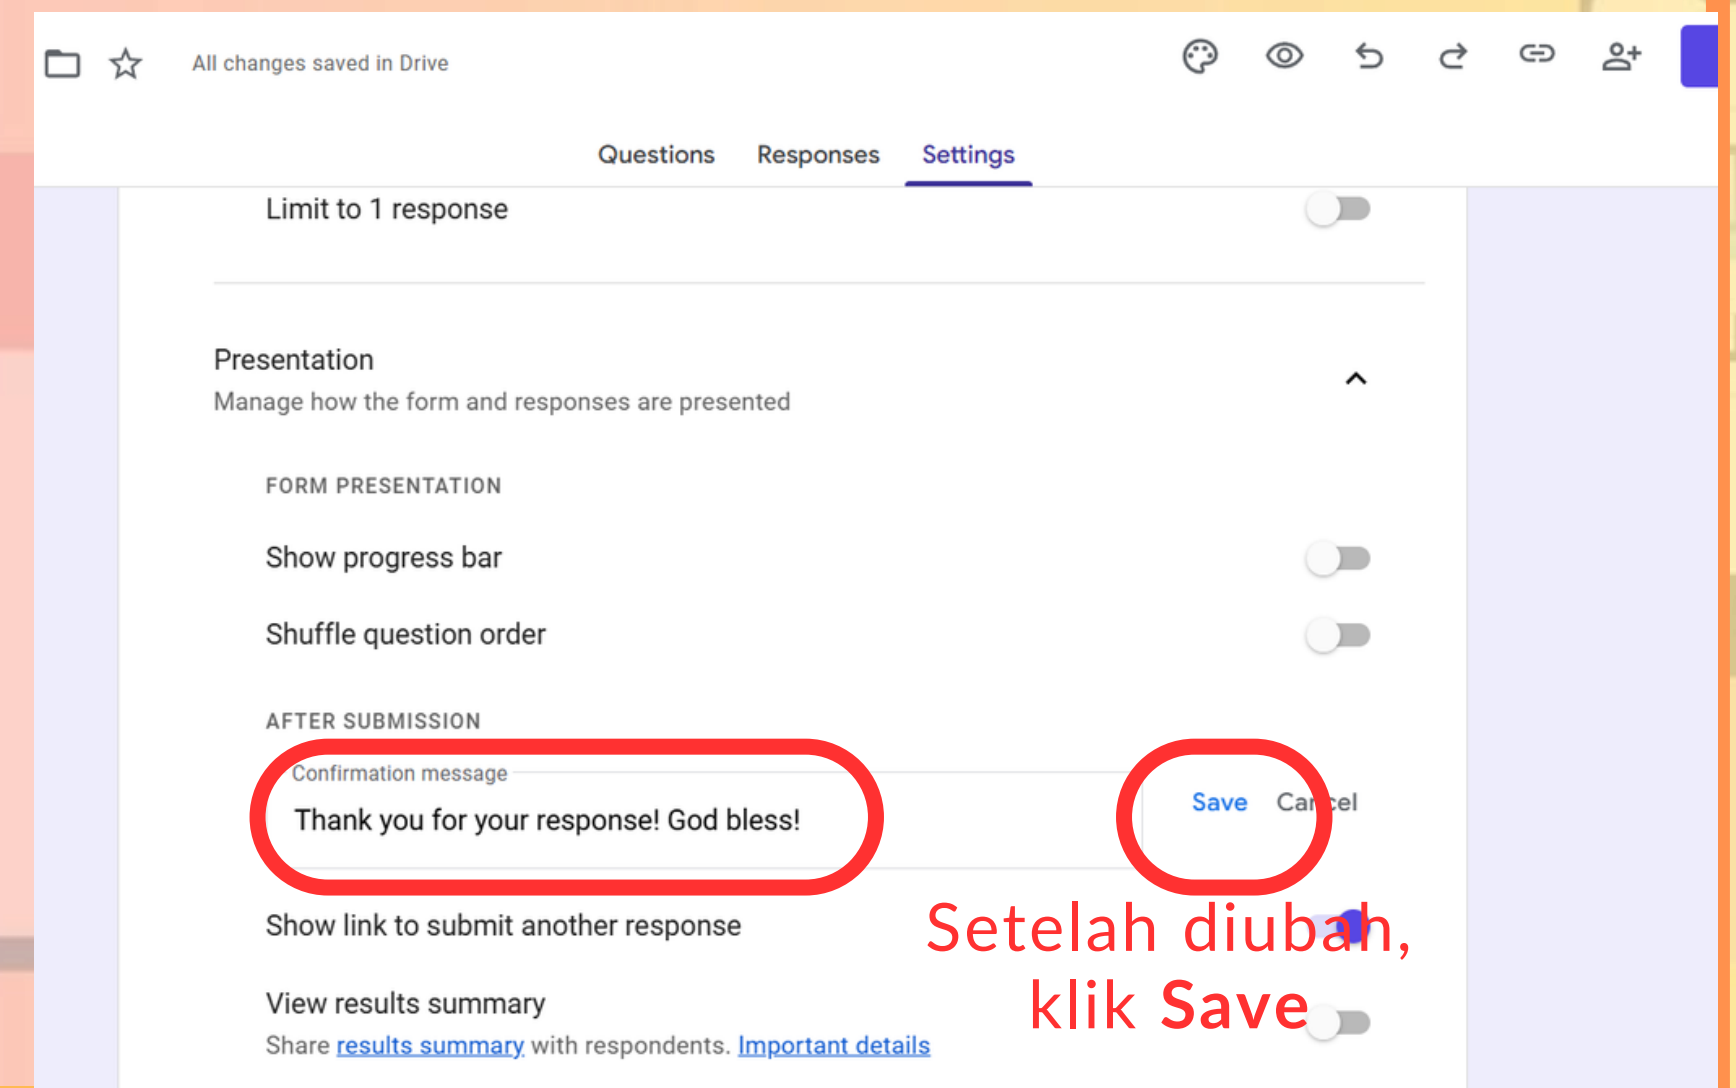 All changes saved in Drive
Questions Responses Settings
Limit to 1 response
Presentation
Manage how the form and responses are presented
FORM PRESENTATION
Show progress bar
Shuffle question order
AFTER SUBMISSION
Confirmation message
Thank you for your response! God bless!
Save Cancel
Show link to submit another response
Setelah diubah,
klik Save
View results summary
Share results summary with respondents. Important details